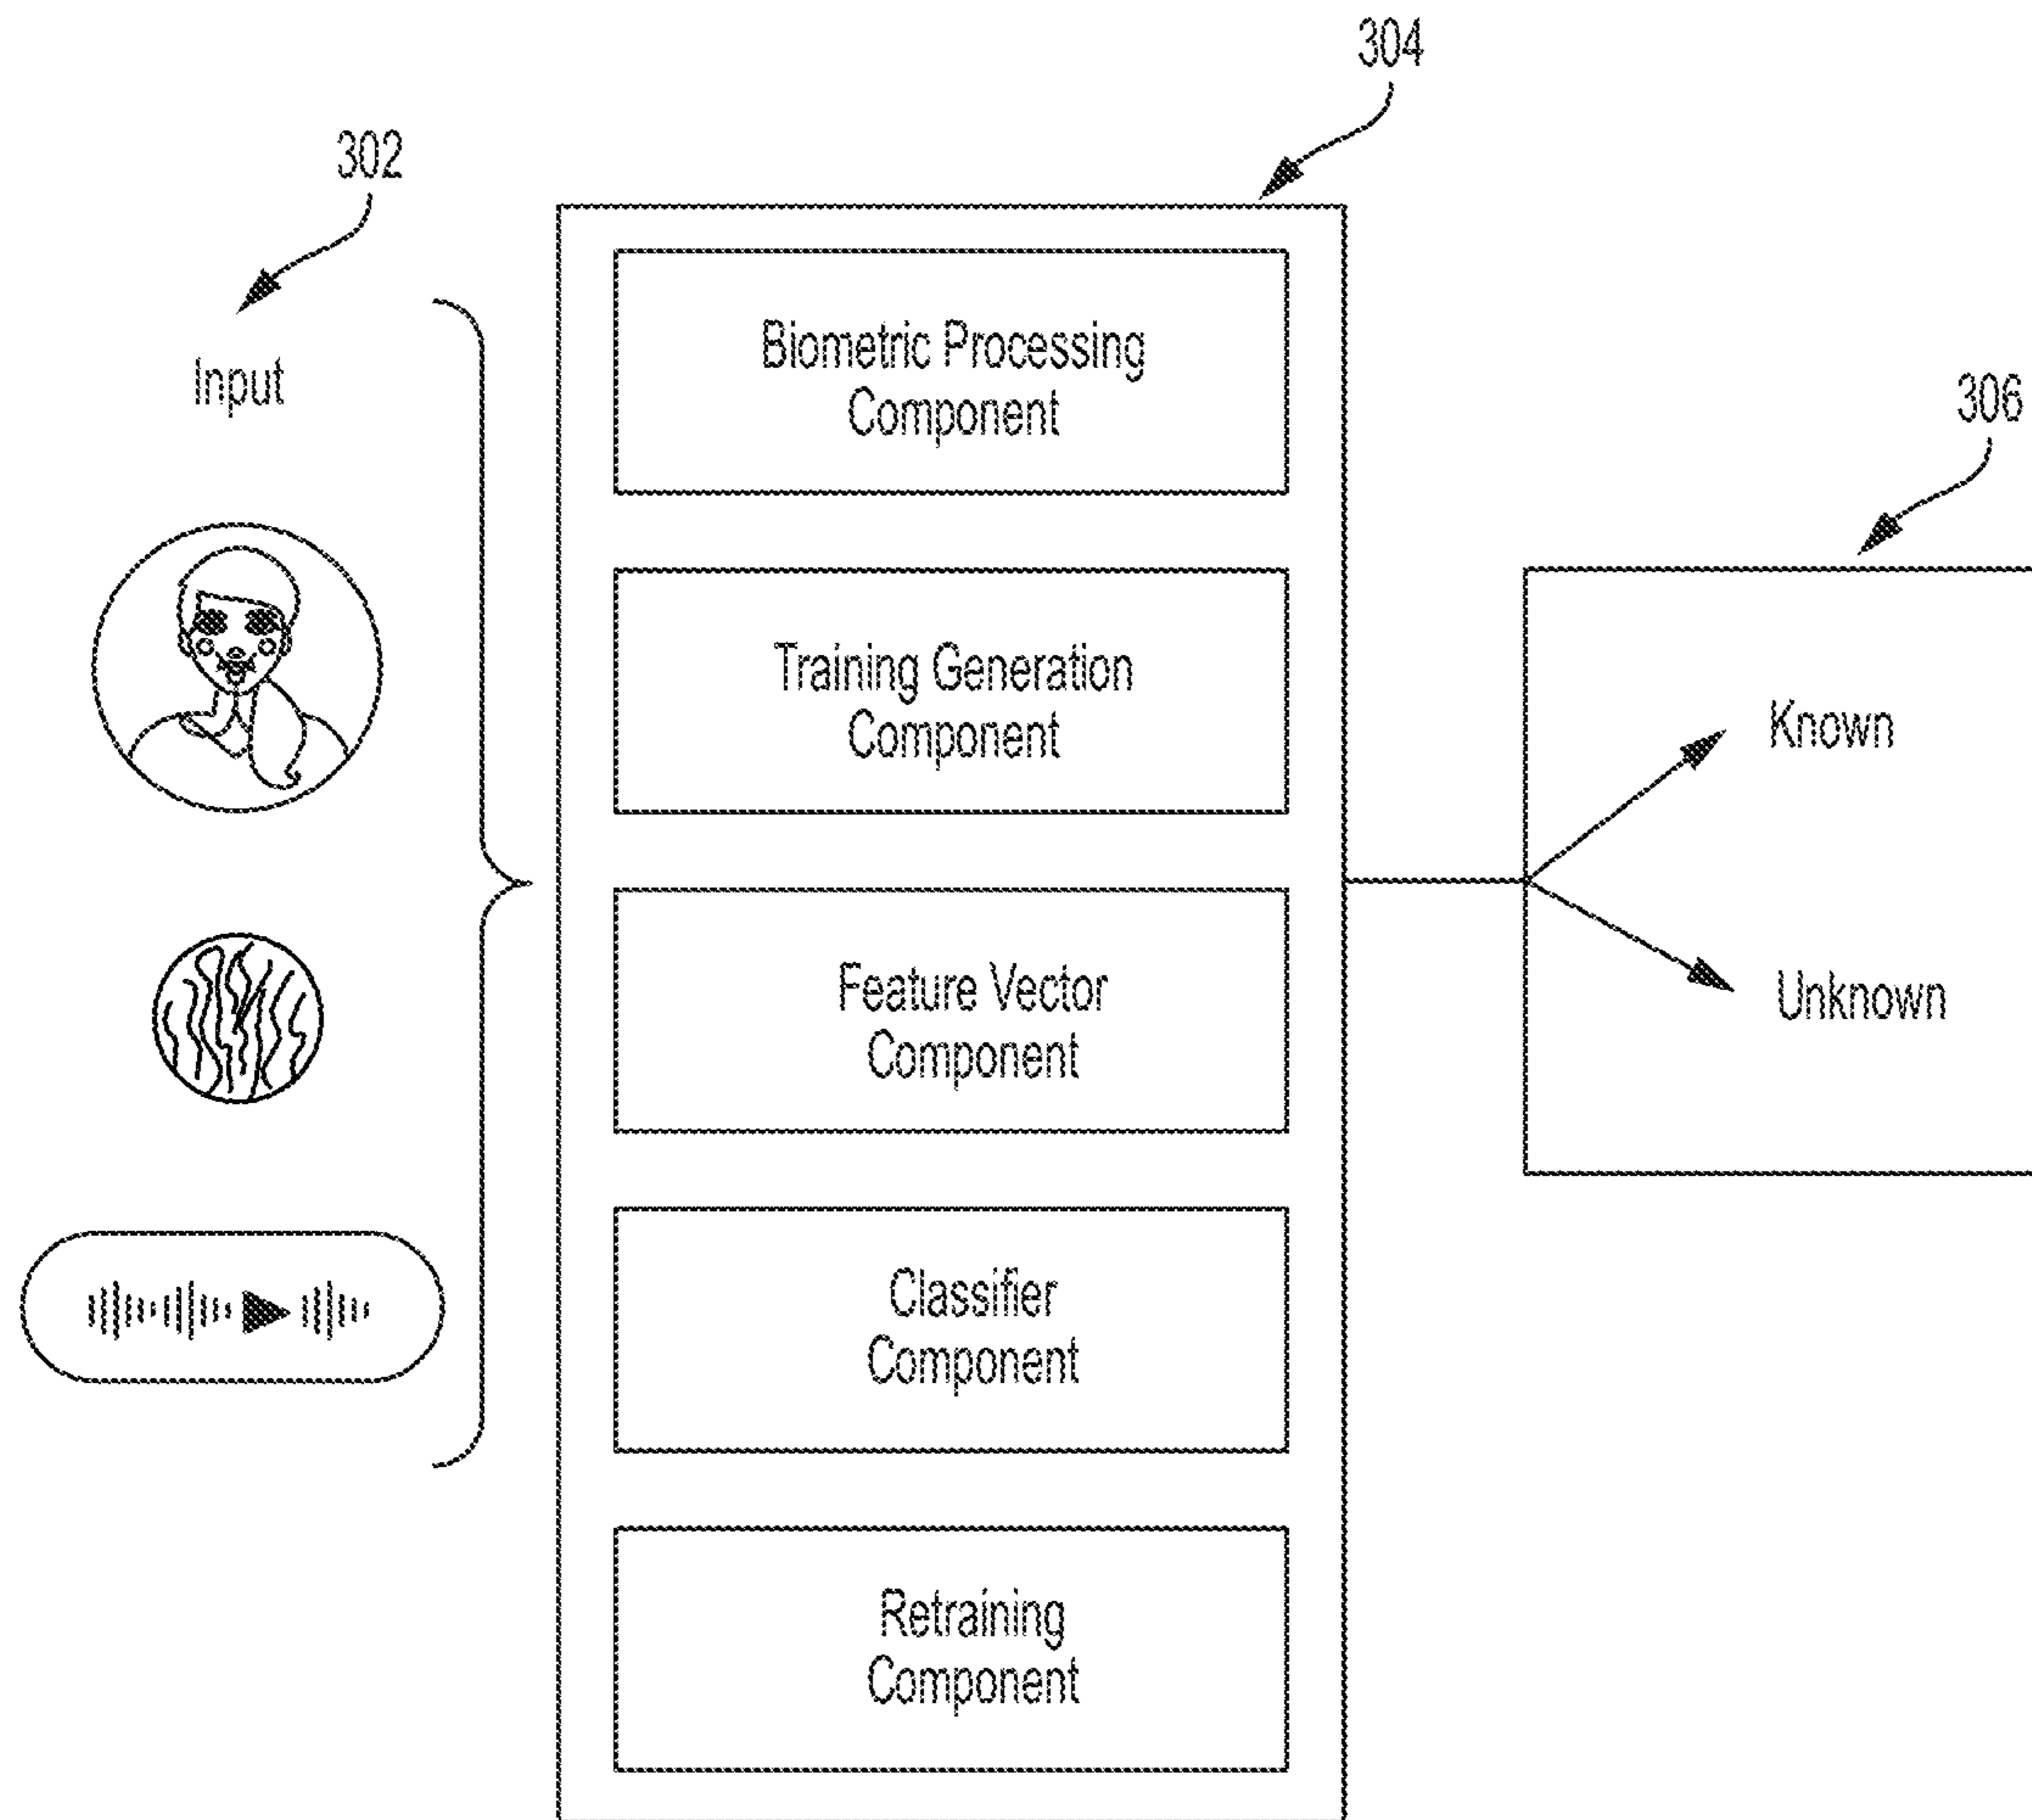 304
302
Input
Biometric Processing
Component
306
Training Generation
Component
Known
Feature Vector
Component
Unknown
Classifier
Component
Retraining
Component